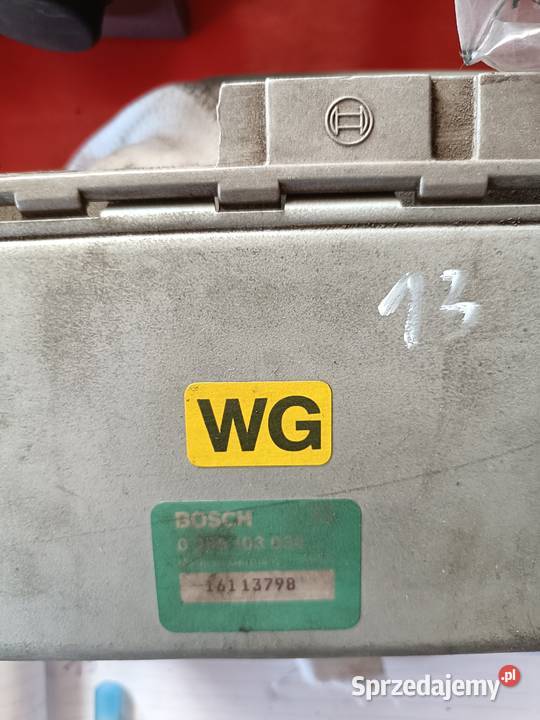 13
WG
BOSCH
16113798
Sprzedajemy.pl